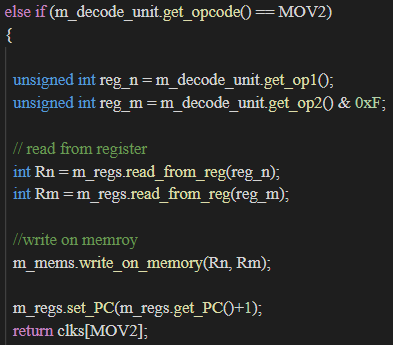 else if (m_decode_unit.get_opcode() == MOV2)
{
unsigned int reg_n = m_decode_unit.get_op1();
unsigned int reg_m = m_decode_unit.get_op2() & 0xF;
// read from register
int Rn = m_regs.read_from_reg(reg_n);
int Rm = m_regs.read_from_reg(reg_m);
//write on memroy
m_mems.write_on_memory(Rn, Rm);
m_regs.set_PC(m_regs.get_PC()+1);
return clks[MOV2];